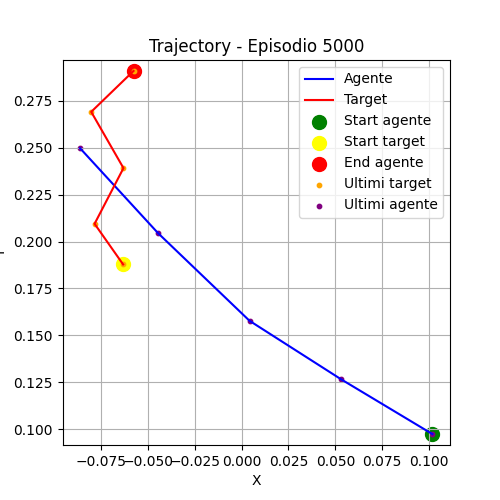 Trajectory - Episodio 5000
Agente
Target
Start agente
Start target
End agente
Ultimi target
Ultimi agente
0.275
0.250
0.225
0.200
0.175
0.150
0.125
0.100
−0.075−0.050−0.025 0.000 0.025 0.050 0.075 0.100
X